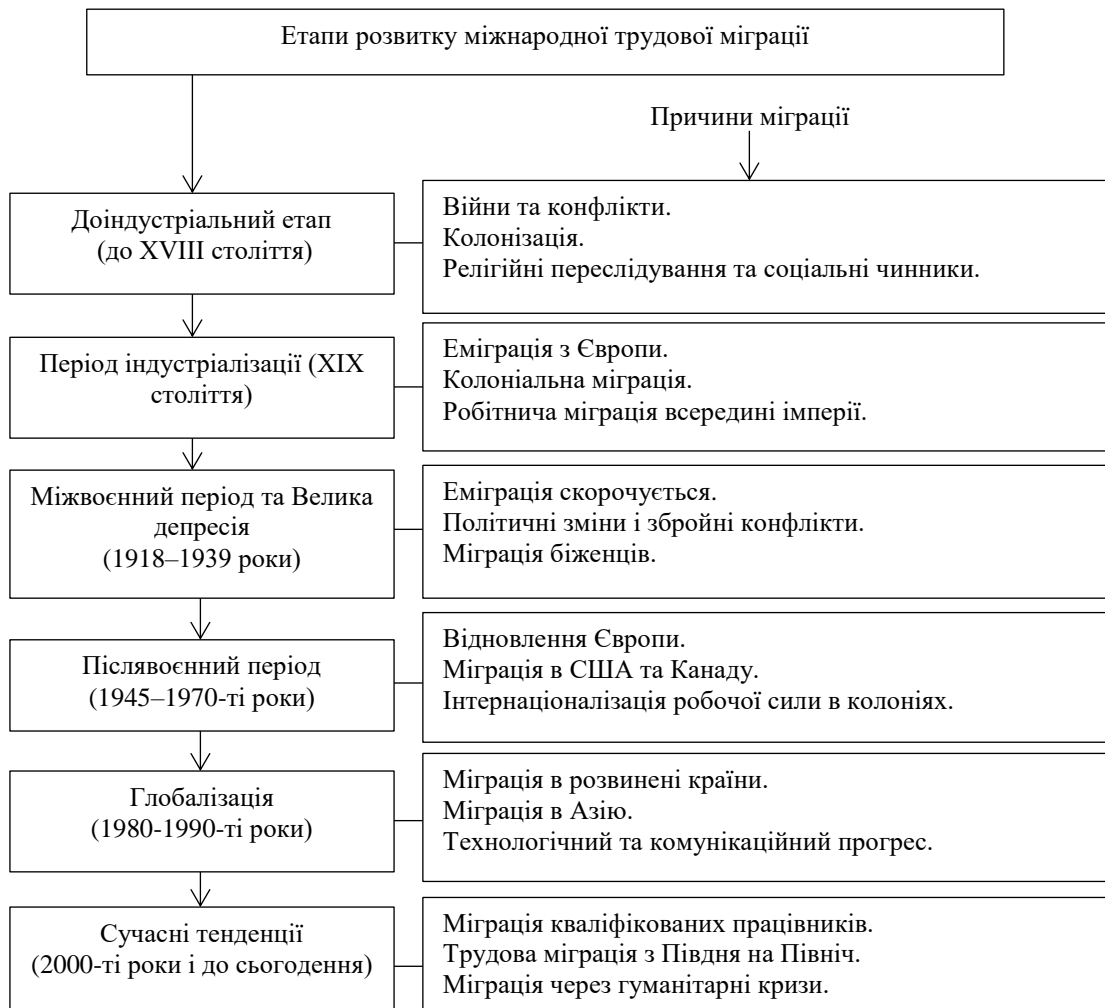 Етапи розвитку міжнародної трудової міграції
Причини міграції
Доіндустріальний етап
(до XVIII століття)
Війни та конфлікти.
Колонізація.
Релігійні переслідування та соціальні чинники.
Період індустріалізації (XIX
століття)
Еміграція з Європи.
Колоніальна міграція.
Робітнича міграція всередині імперії.
Міжвоєнний період та Велика
депресія
(1918–1939 роки)
Еміграція скорочується.
Політичні зміни і збройні конфлікти.
Міграція біженців.
Післявоєнний період
(1945–1970-ті роки)
Відновлення Європи.
Міграція в США та Канаду.
Інтернаціоналізація робочої сили в колоніях.
Глобалізація
(1980-1990-ті роки)
Міграція в розвинені країни.
Міграція в Азію.
Технологічний та комунікаційний прогрес.
Сучасні тенденції
(2000-ті роки і до сьогодення)
Міграція кваліфікованих працівників.
Трудова міграція з Півдня на Північ.
Міграція через гуманітарні кризи.